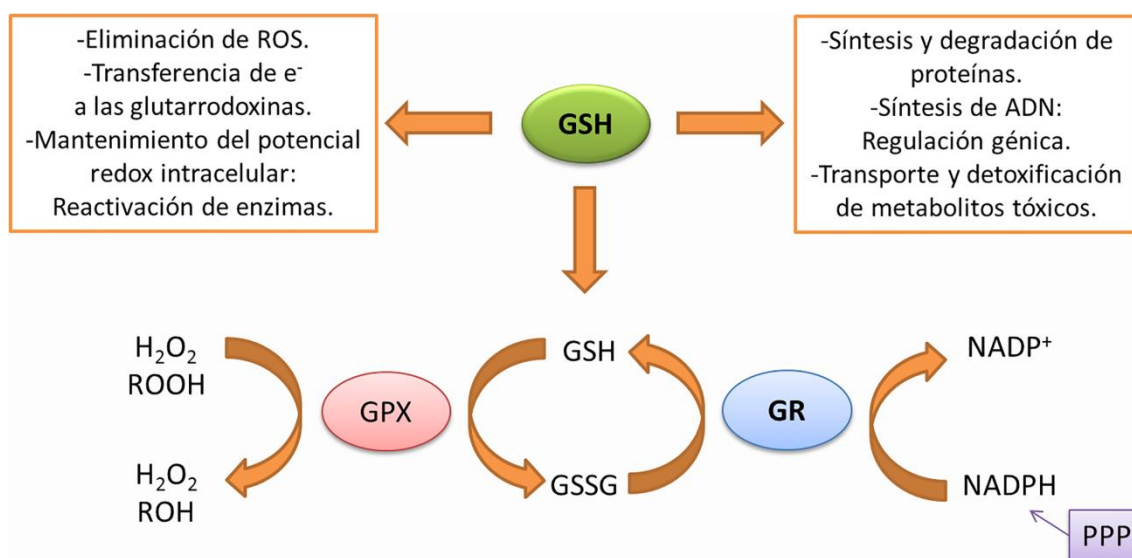 -Eliminación de ROS.
-Transferencia de e⁻
a las glutarrodoxinas.
-Mantenimiento del potencial
redox intracelular:
Reactivación de enzimas.
GSH
-Síntesis y degradación de
proteínas.
-Síntesis de ADN:
Regulación génica.
-Transporte y detoxificación
de metabolitos tóxicos.
H₂O₂
ROOH
GSH
NADP⁺
GPX
GR
H₂O₂
ROH
GSSG
NADPH
PPP